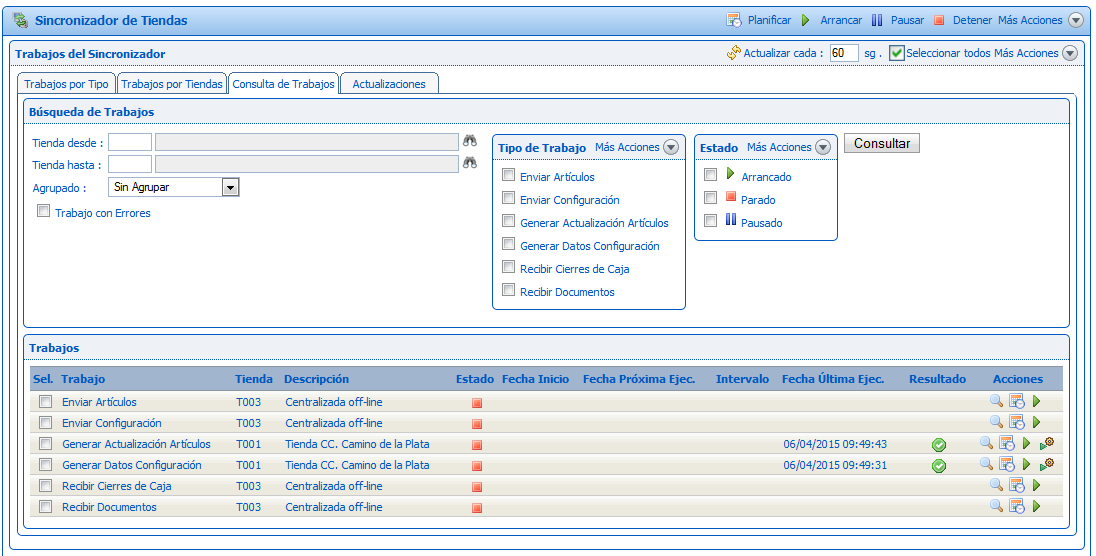 Sincronizador de Tiendas Planificar Arrancar Pausar Detener Más Acciones
Trabajos del Sincronizador Actualizar cada : 60 sg . Seleccionar todos Más Acciones
Trabajos por Tipo Trabajos por Tiendas Consulta de Trabajos Actualizaciones
Búsqueda de Trabajos
Tienda desde :
Tienda hasta :
Agrupado : Sin Agrupar
Trabajo con Errores
Tipo de Trabajo Más Acciones
Enviar Artículos
Enviar Configuración
Generar Actualización Artículos
Generar Datos Configuración
Recibir Cierres de Caja
Recibir Documentos
Estado Más Acciones
Arrancado
Parado
Pausado
Consultar
Trabajos
Sel. Trabajo Tienda Descripción Estado Fecha Inicio Fecha Próxima Ejec. Intervalo Fecha Última Ejec. Resultado Acciones
Enviar Artículos T003 Centralizada off-line
Enviar Configuración T003 Centralizada off-line
Generar Actualización Artículos T001 Tienda CC. Camino de la Plata 06/04/2015 09:49:43
Generar Datos Configuración T001 Tienda CC. Camino de la Plata 06/04/2015 09:49:31
Recibir Cierres de Caja T003 Centralizada off-line
Recibir Documentos T003 Centralizada off-line